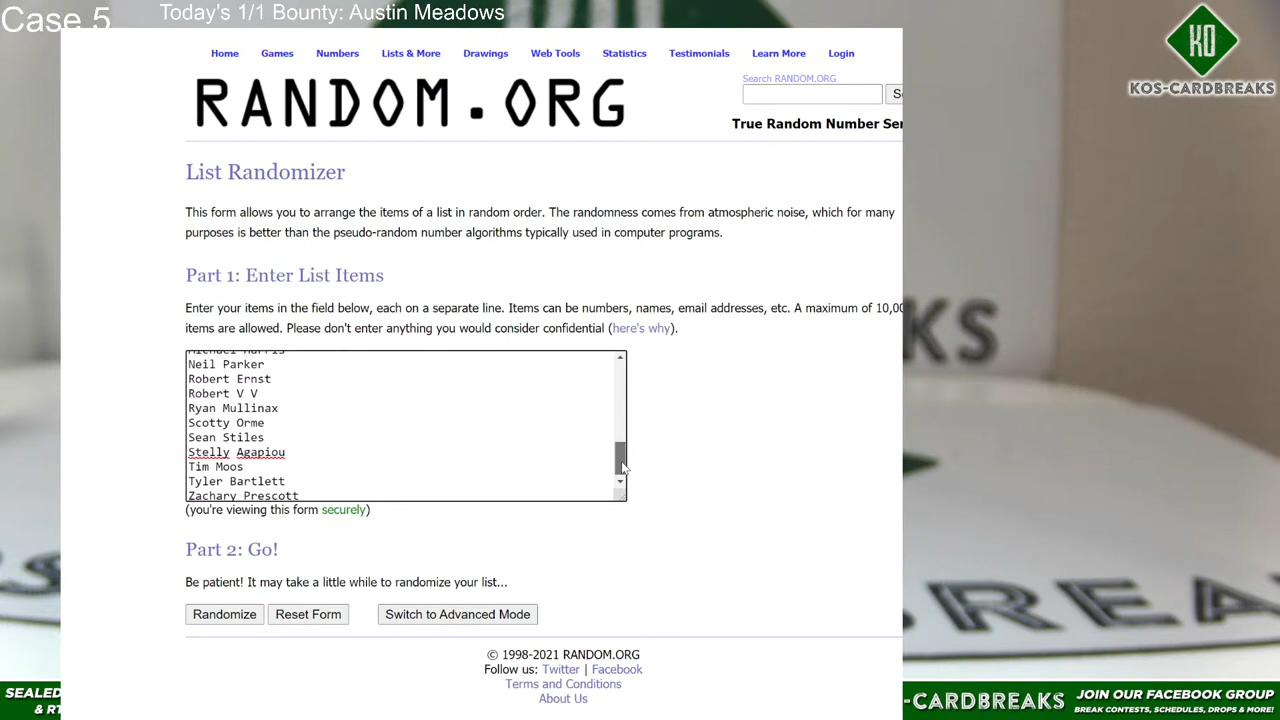 Case 5
Today's 1/1 Bounty: Austin Meadows
KO
KOS-CARDBREAKS
Home Games Numbers Lists & More Drawings Web Tools Statistics Testimonials Learn More Login
Search RANDOM.ORG
RANDOM.ORG
True Random Number Ser
List Randomizer
This form allows you to arrange the items of a list in random order. The randomness comes from atmospheric noise, which for many
purposes is better than the pseudo-random number algorithms typically used in computer programs.
Part 1: Enter List Items
Enter your items in the field below, each on a separate line. Items can be numbers, names, email addresses, etc. A maximum of 10,00
items are allowed. Please don't enter anything you would consider confidential (here's why).
Michael Harris
Neil Parker
Robert Ernst
Robert V V
Ryan Mullinax
Scotty Orme
Sean Stiles
Stelly Agapiou
Tim Moos
Tyler Bartlett
Zachary Prescott
(you're viewing this form securely)
Part 2: Go!
Be patient! It may take a little while to randomize your list...
Randomize Reset Form Switch to Advanced Mode
© 1998-2021 RANDOM.ORG
Follow us: Twitter | Facebook
Terms and Conditions
About Us
SEALED
& RT
-CARDBREAKS
JOIN OUR FACEBOOK GROUP
BREAK CONTESTS, SCHEDULES, DROPS & MORE!